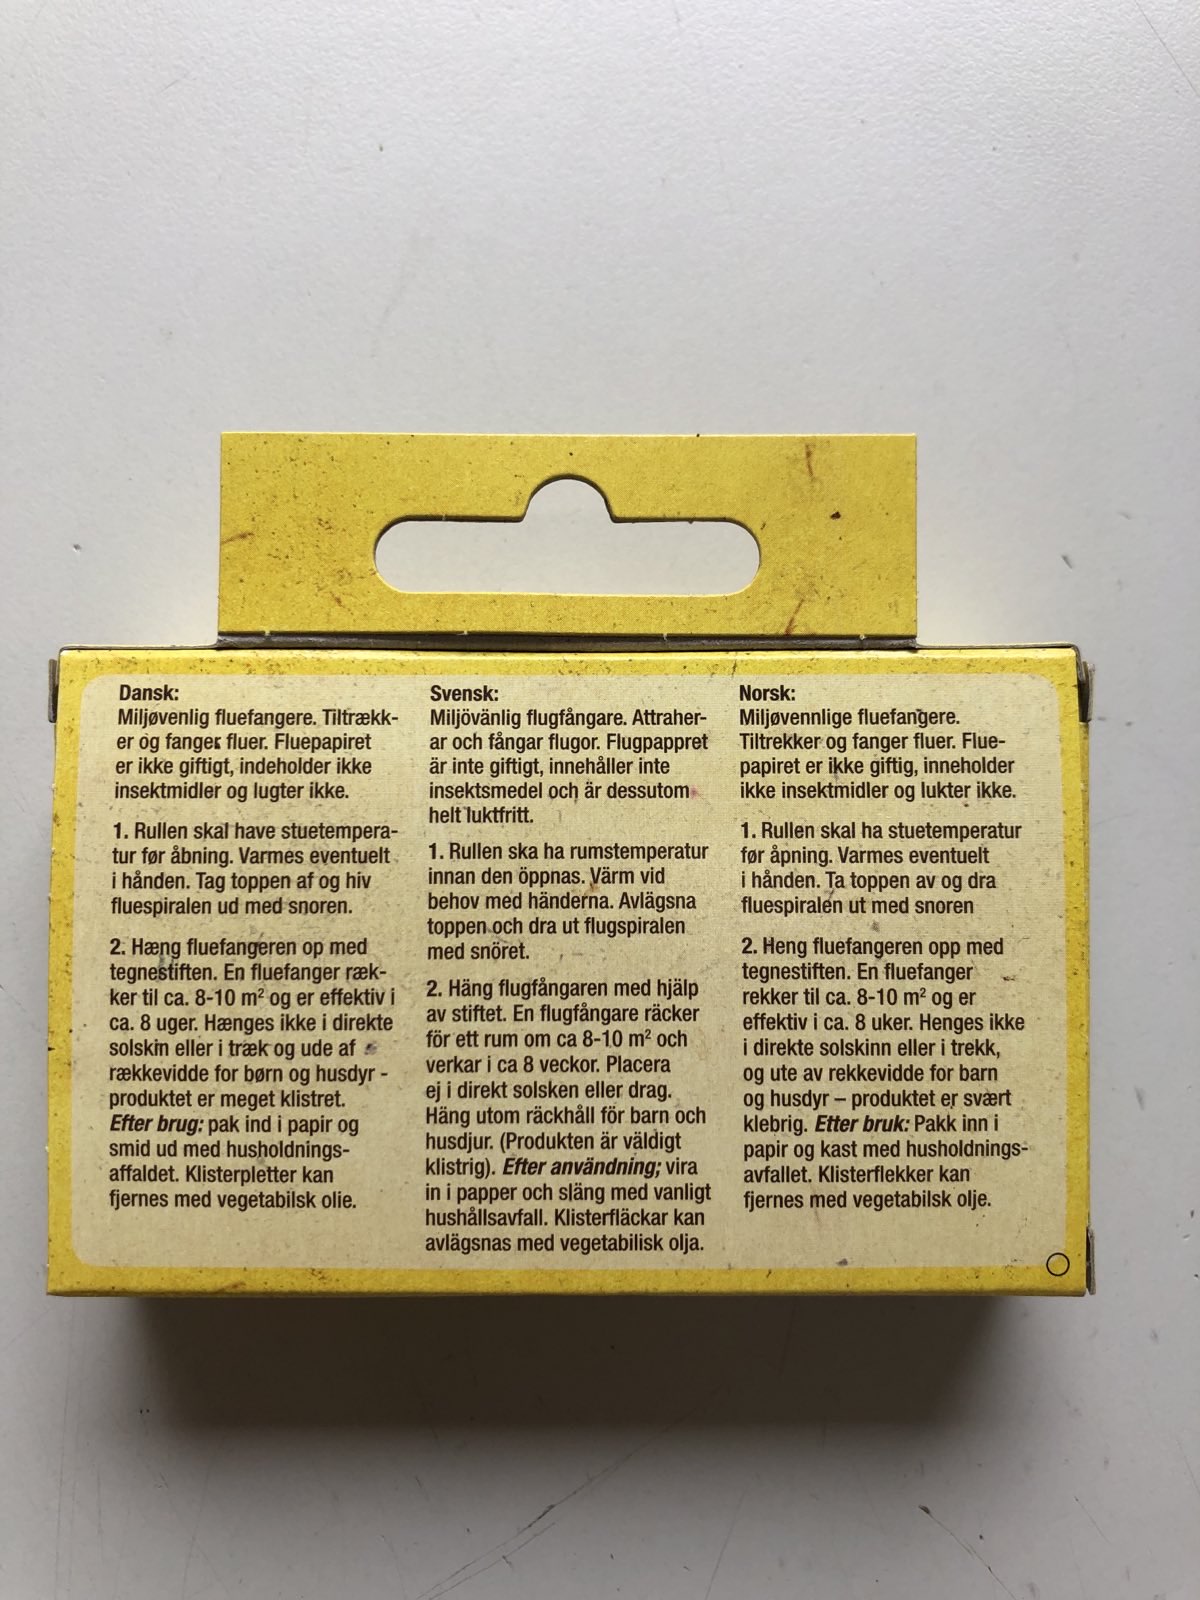 Dansk:
Miljøvenlig fluefangere. Tiltrækk-
er og fanger fluer. Fluepapiret
er ikke giftigt, indeholder ikke
insektmidler og lugter ikke.
1. Rullen skal have stuetempera-
tur før åbning. Varmes eventuelt
i hånden. Tag toppen af og hiv
fluespiralen ud med snoren.
2. Hæng fluefangeren op med
tegnestiften. En fluefanger ræk-
ker til ca. 8-10 m² og er effektiv i
ca. 8 uger. Hænges ikke i direkte
solskin eller i træk og ude af
rækkevidde for børn og husdyr -
produktet er meget klistret.
Efter brug: pak ind i papir og
smid ud med husholdnings-
affaldet. Klisterpletter kan
fjernes med vegetabilsk olie.
Svensk:
Miljövänlig flugfångare. Attraher-
ar och fångar flugor. Flugpappret
är inte giftigt, innehåller inte
insektsmedel och är dessutom
helt luktfritt.
1. Rullen ska ha rumstemperatur
innan den öppnas. Värm vid
behov med händerna. Avlägsna
toppen och dra ut flugspiralen
med snöret.
2. Häng flugfångaren med hjälp
av stiftet. En flugfångare räcker
för ett rum om ca 8-10 m² och
verkar i ca 8 veckor. Placera
ej i direkt solsken eller drag.
Häng utom räckhåll för barn och
husdjur. (Produkten är väldigt
klistrig). Efter användning; vira
in i papper och släng med vanligt
hushållsavfall. Klisterfläckar kan
avlägsnas med vegetabilisk olja.
Norsk:
Miljøvennlige fluefangere.
Tiltrekker og fanger fluer. Flue-
papiret er ikke giftig, inneholder
ikke insektmidler og lukter ikke.
1. Rullen skal ha stuetemperatur
før åpning. Varmes eventuelt
i hånden. Ta toppen av og dra
fluespiralen ut med snoren
2. Heng fluefangeren opp med
tegnestiften. En fluefanger
rekker til ca. 8-10 m² og er
effektiv i ca. 8 uker. Henges ikke
i direkte solskinn eller i trekk,
og ute av rekkevidde for barn
og husdyr – produktet er svært
klebrig. Efter bruk: Pakk inn i
papir og kast med husholdnings-
avfallet. Klisterflekker kan
fjernes med vegetabilsk olje.